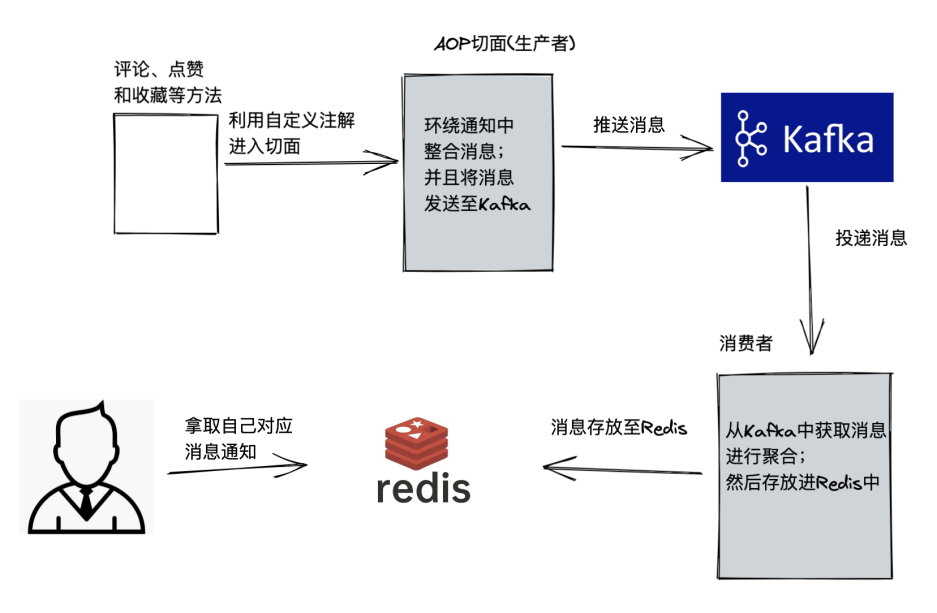 AOP切面(生产者)
评论、点赞
和收藏等方法
利用自定义注解
进入切面
环绕通知中
整合消息；
并且将消息
发送至Kafka
推送消息
Kafka
投递消息
消费者
从Kafka中获取消息
进行聚合；
然后存放进Redis中
消息存放至Redis
redis
拿取自己对应
消息通知